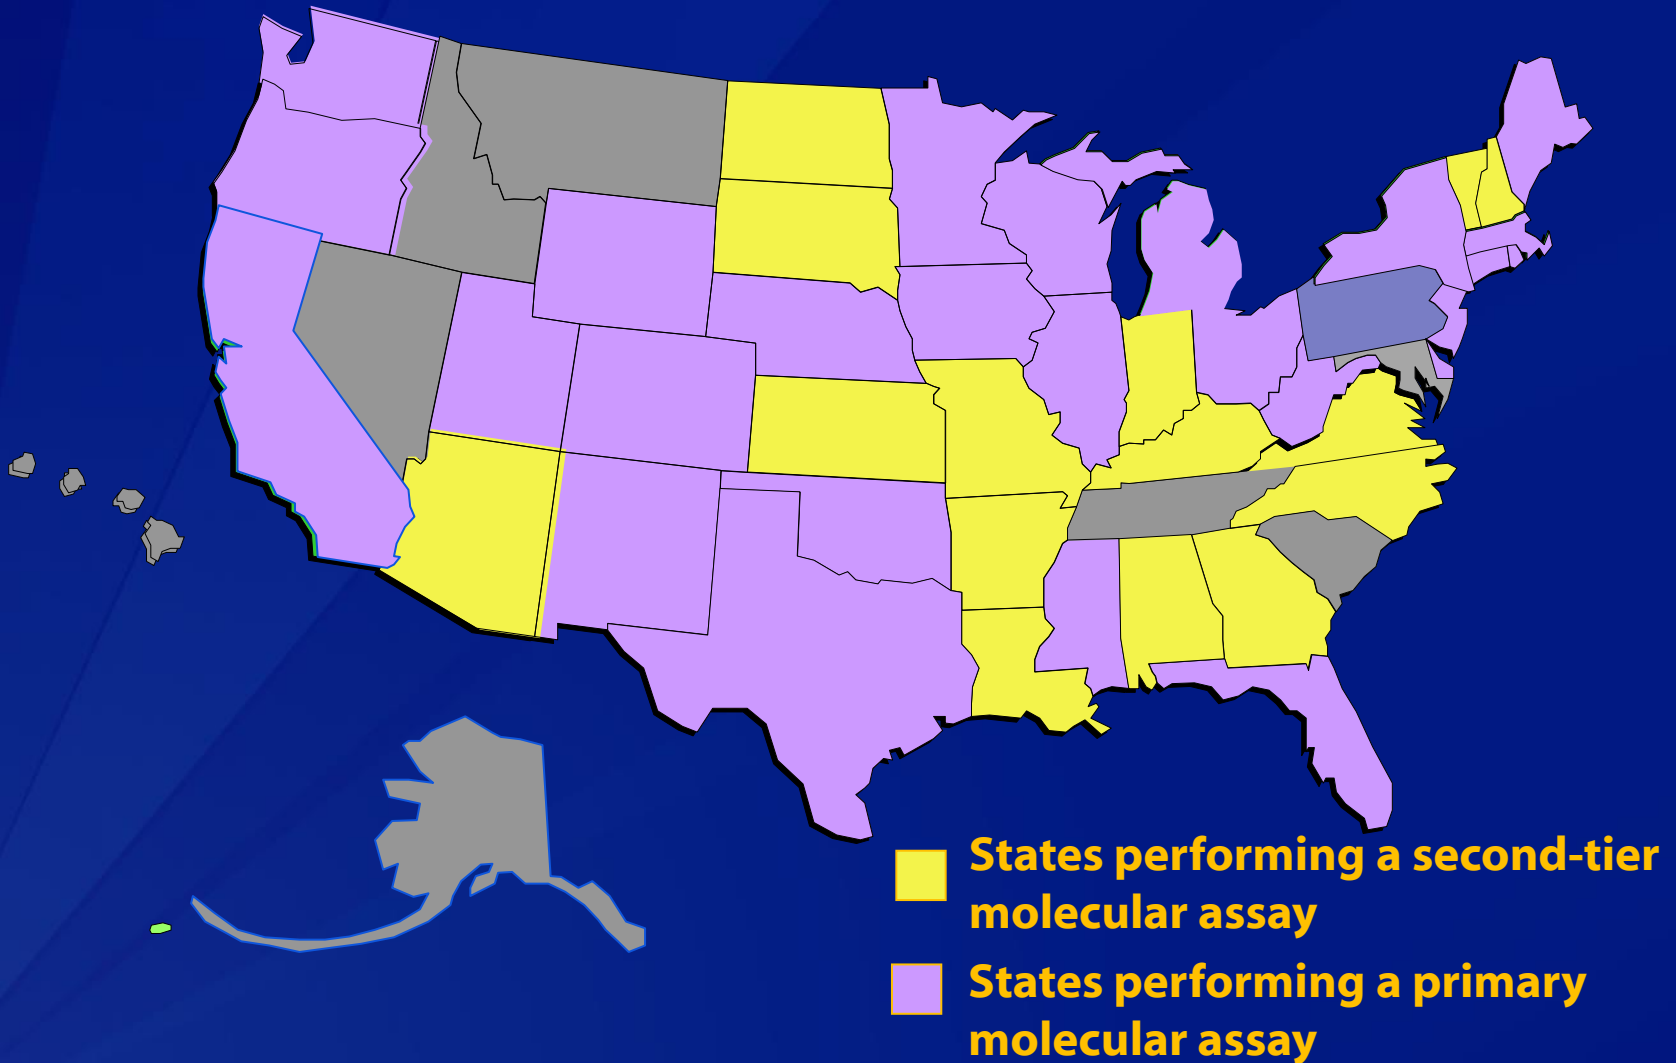 States performing a second-tier
molecular assay
States performing a primary
molecular assay